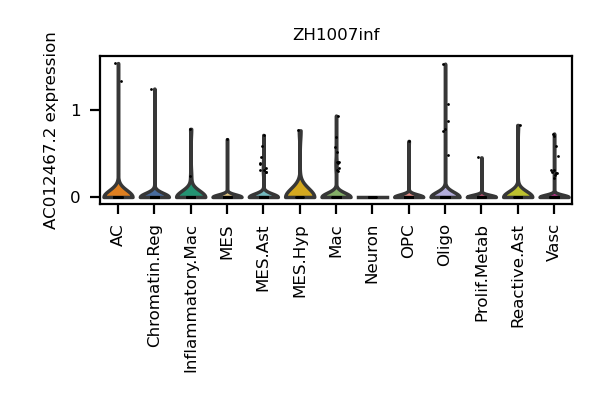 ZH1007inf
AC012467.2 expression
1
0
AC
Chromatin.Reg
Inflammatory.Mac
MES
MES.Ast
MES.Hyp
Mac
Neuron
OPC
Oligo
Prolif.Metab
Reactive.Ast
Vasc